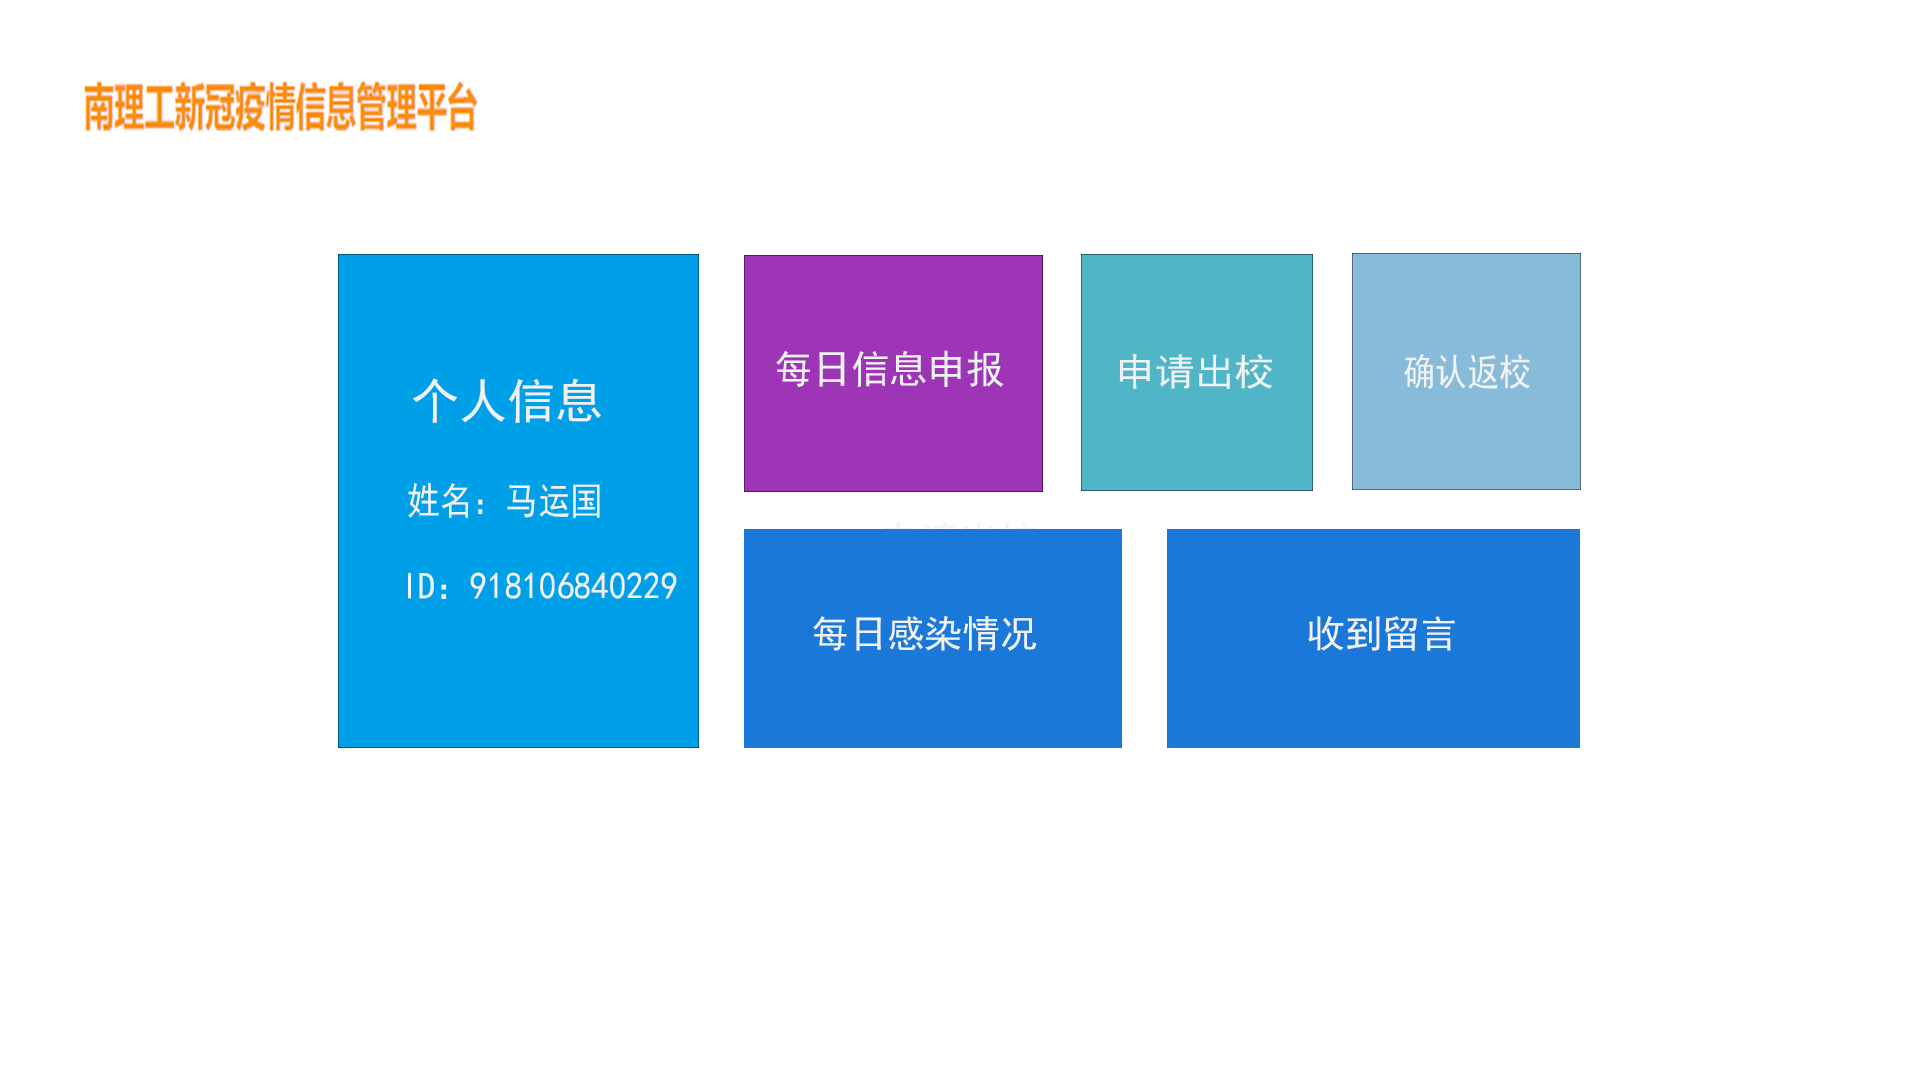 南理工新冠疫情信息管理平台
个人信息
姓名：马运国
ID：918106840229
每日信息申报
申请出校
确认返校
每日感染情况
收到留言